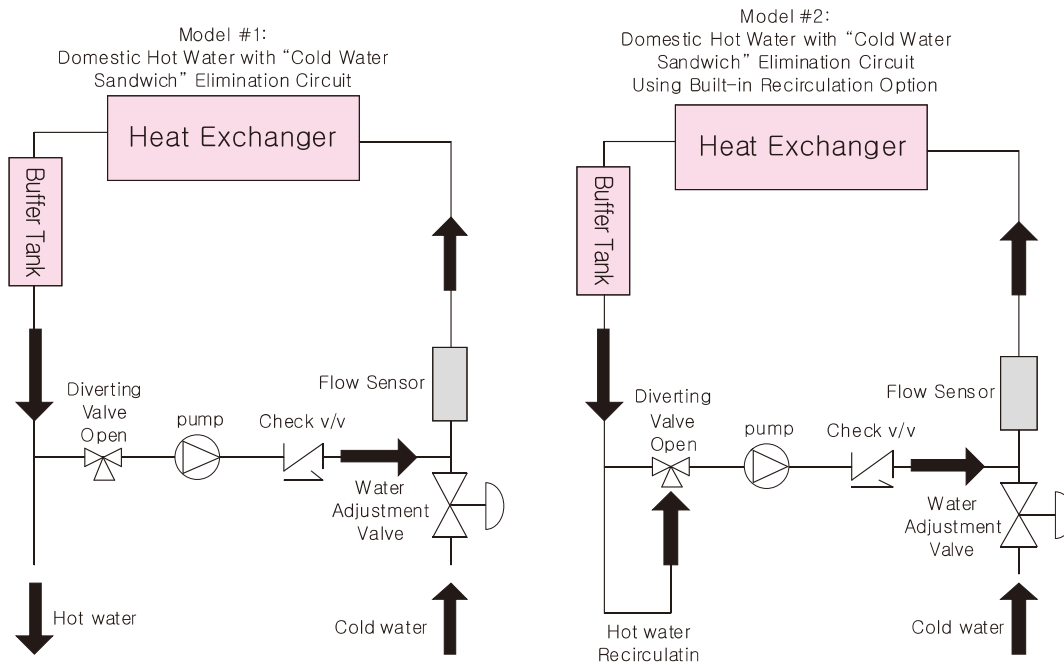 Model #1:
Domestic Hot Water with “Cold Water
Sandwich” Elimination Circuit
Heat Exchanger
Buffer Tank
Flow Sensor
Diverting
Valve
Open
pump
Check v/v
Water
Adjustment
Valve
Hot water
Cold water
Model #2:
Domestic Hot Water with “Cold Water
Sandwich” Elimination Circuit
Using Built-in Recirculation Option
Heat Exchanger
Buffer Tank
Flow Sensor
Diverting
Valve
Open
pump
Check v/v
Water
Adjustment
Valve
Hot water
Recirculatin
Cold water